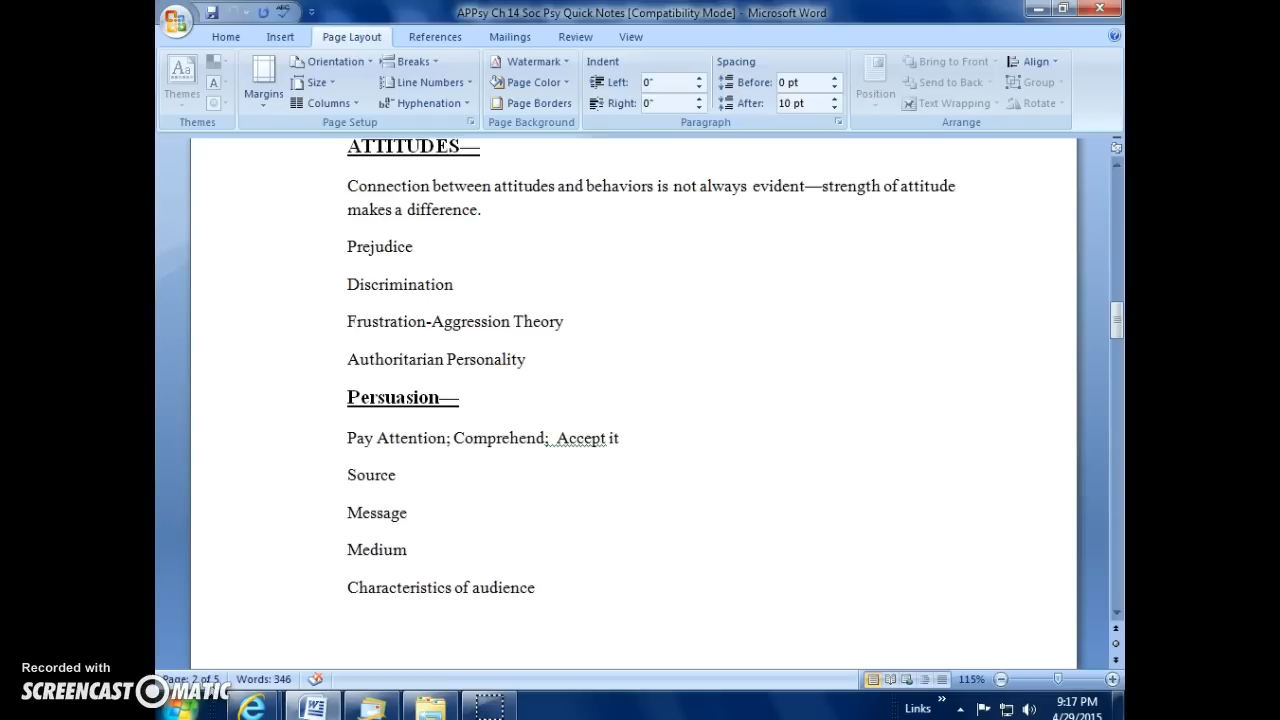 APPsy Ch 14 Soc Psy Quick Notes [Compatibility Mode] - Microsoft Word
Home Insert Page Layout References Mailings Review View
Themes
Margins
Orientation
Size
Columns
Breaks
Line Numbers
Hyphenation
Watermark
Page Color
Page Borders
Indent
Left: 0"
Right: 0"
Spacing
Before: 0 pt
After: 10 pt
Position
Bring to Front
Send to Back
Text Wrapping
Align
Group
Rotate
Themes Page Setup Page Background Paragraph Arrange
ATTITUDES—
Connection between attitudes and behaviors is not always evident—strength of attitude
makes a difference.
Prejudice
Discrimination
Frustration-Aggression Theory
Authoritarian Personality
Persuasion—
Pay Attention; Comprehend;  Accept it
Source
Message
Medium
Characteristics of audience
Recorded with
SCREENCAST-O-MATIC
Page: 2 of 5 Words: 346 115%
Links » 9:17 PM
4/29/2015